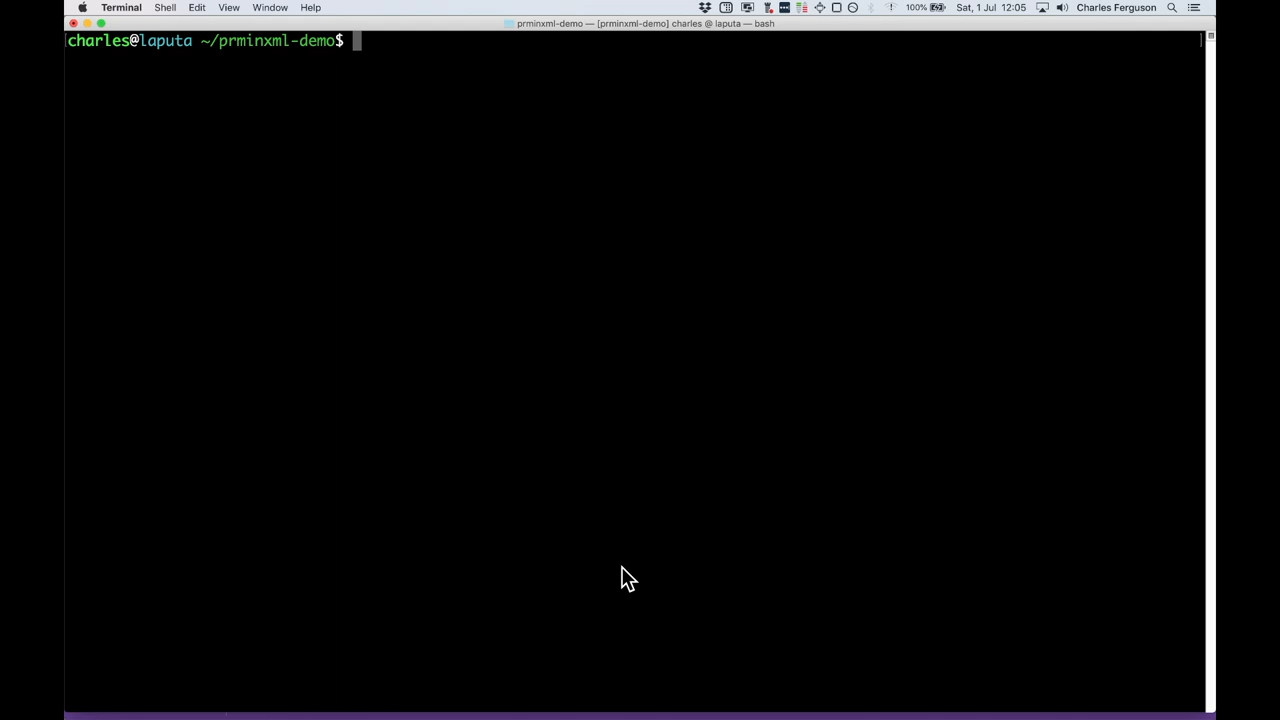 Terminal Shell Edit View Window Help 100% Sat, 1 Jul 12:05 Charles Ferguson
prminxml-demo — [prminxml-demo] charles @ laputa — bash
charles@laputa ~/prminxml-demo$